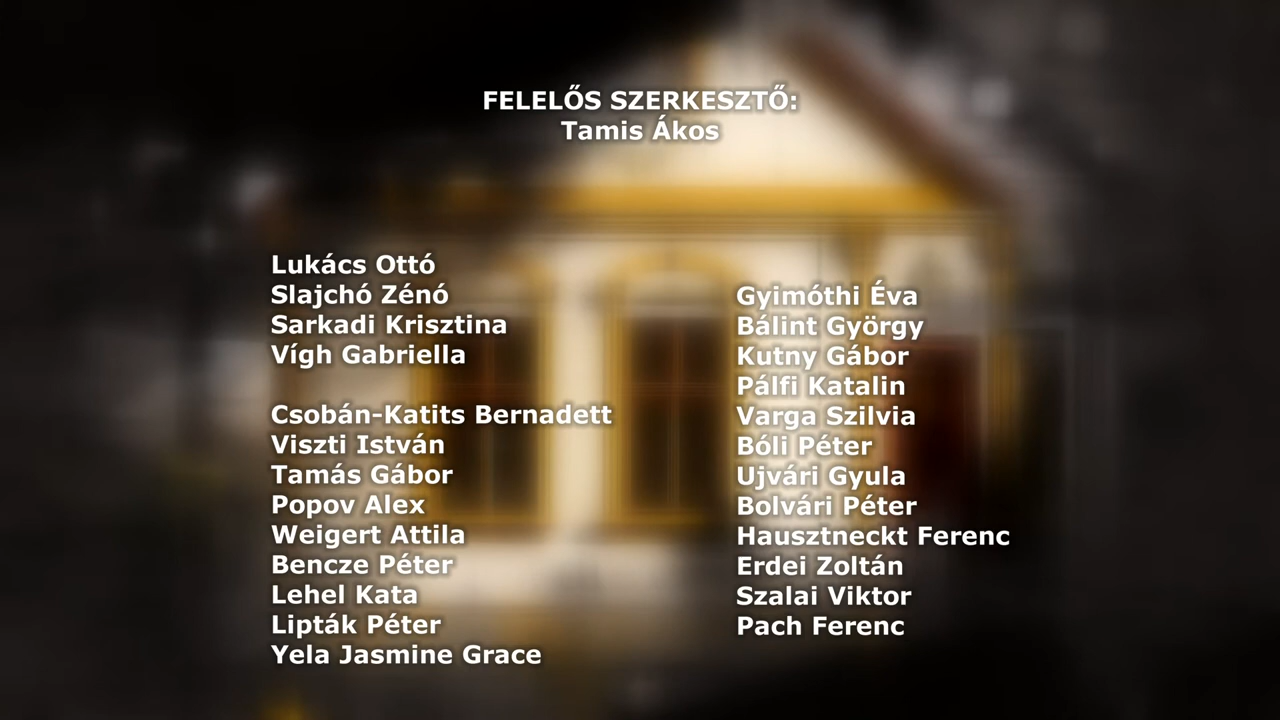 FELELŐS SZERKESZTŐ:
Tamis Ákos
Lukács Ottó
Slajchó Zénó
Sarkadi Krisztina
Vígh Gabriella
Csobán-Katits Bernadett
Viszti István
Tamás Gábor
Popov Alex
Weigert Attila
Bencze Péter
Lehel Kata
Lipták Péter
Yela Jasmine Grace
Gyimóthi Éva
Bálint György
Kutny Gábor
Pálfi Katalin
Varga Szilvia
Bóli Péter
Ujvári Gyula
Bolvári Péter
Hausztneckt Ferenc
Erdei Zoltán
Szalai Viktor
Pach Ferenc